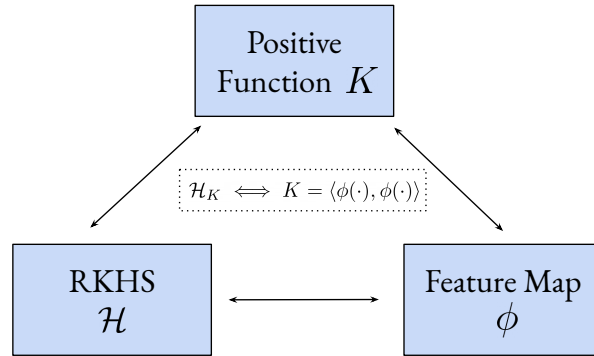 Positive
Function K
ℋ_K ⟺ K = ⟨ϕ(·), ϕ(·)⟩
RKHS
ℋ
Feature Map
ϕ